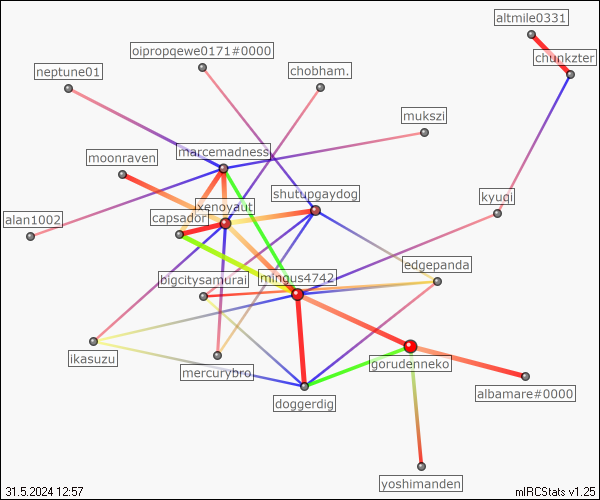 altmile0331
oipropqewe0171#0000
chunkzter
neptune01
chobham.
mukszi
marcemadness
moonraven
shutupgaydog
kyuqi
xenoyaut
capsador
alan1002
edgepanda
mingus4742
bigcitysamurai
ikasuzu
gorudenneko
mercurybro.
albamare#0000
doggerdig
yoshimanden
31.5.2024 12:57
mIRCStats v1.25